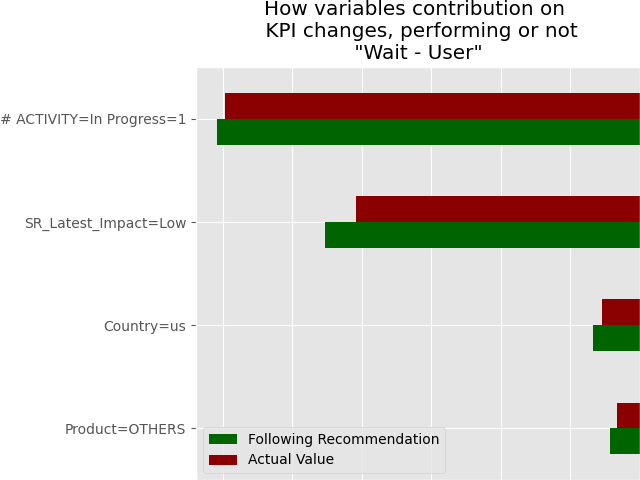 How variables contribution on
KPI changes, performing or not
"Wait - User"
# ACTIVITY=In Progress=1
SR_Latest_Impact=Low
Country=us
Product=OTHERS
Following Recommendation
Actual Value